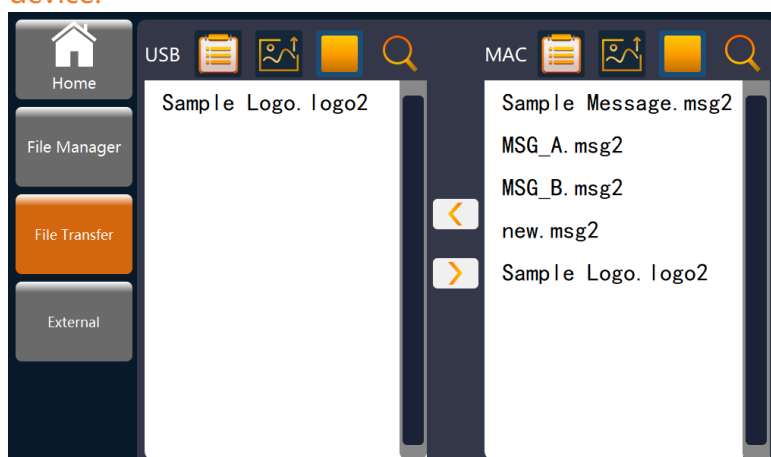 device.
Home
File Manager
File Transfer
External
USB
Sample Logo.logo2
MAC
Sample Message.msg2
MSG_A.msg2
MSG_B.msg2
new.msg2
Sample Logo.logo2